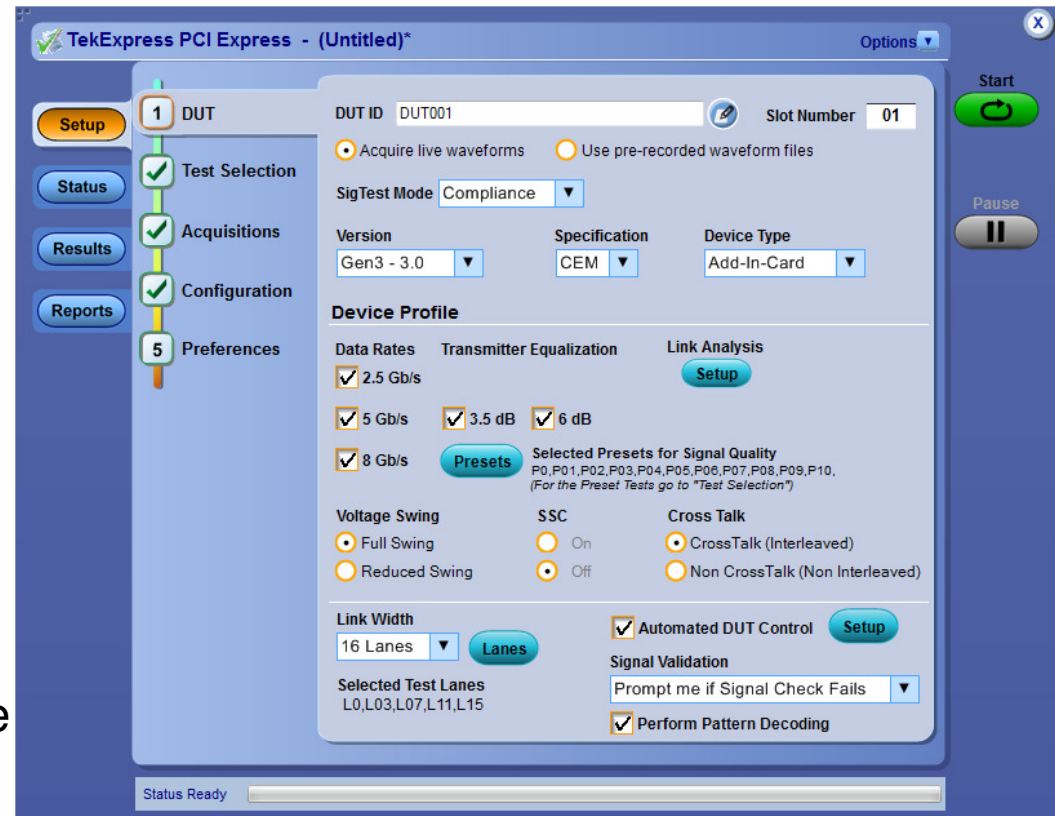 TekExpress PCI Express - (Untitled)*
Options
X
Start
Pause
Setup
Status
Results
Reports
1 DUT
Test Selection
Acquisitions
Configuration
5 Preferences
DUT ID DUT001 Slot Number 01
Acquire live waveforms Use pre-recorded waveform files
SigTest Mode Compliance
Version Specification Device Type
Gen3 - 3.0 CEM Add-In-Card
Device Profile
Data Rates Transmitter Equalization Link Analysis
2.5 Gb/s Setup
5 Gb/s 3.5 dB 6 dB
8 Gb/s Presets Selected Presets for Signal Quality
P0,P01,P02,P03,P04,P05,P06,P07,P08,P09,P10,
(For the Preset Tests go to "Test Selection")
Voltage Swing SSC Cross Talk
Full Swing On CrossTalk (Interleaved)
Reduced Swing Off Non CrossTalk (Non Interleaved)
Link Width Automated DUT Control Setup
16 Lanes Lanes
Signal Validation
Selected Test Lanes Prompt me if Signal Check Fails
L0,L03,L07,L11,L15
Perform Pattern Decoding
e
Status Ready